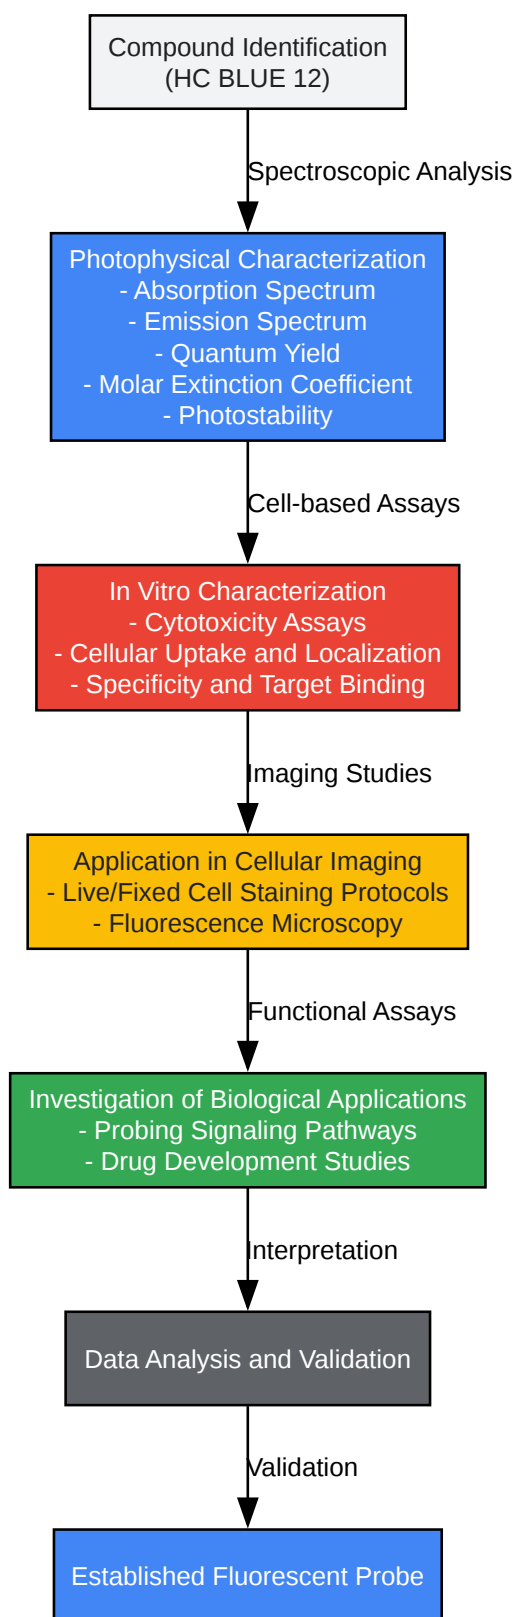 Compound Identification
(HC BLUE 12)
Spectroscopic Analysis
Photophysical Characterization
- Absorption Spectrum
- Emission Spectrum
- Quantum Yield
- Molar Extinction Coefficient
- Photostability
Cell-based Assays
In Vitro Characterization
- Cytotoxicity Assays
- Cellular Uptake and Localization
- Specificity and Target Binding
Imaging Studies
Application in Cellular Imaging
- Live/Fixed Cell Staining Protocols
- Fluorescence Microscopy
Functional Assays
Investigation of Biological Applications
- Probing Signaling Pathways
- Drug Development Studies
Interpretation
Data Analysis and Validation
Validation
Established Fluorescent Probe